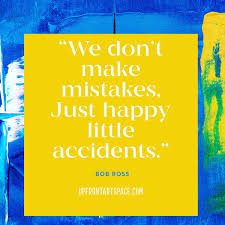 “We don’t
make
mistakes,
Just happy
little
accidents.”
BOB ROSS
UPFRONTARTSPACE.COM